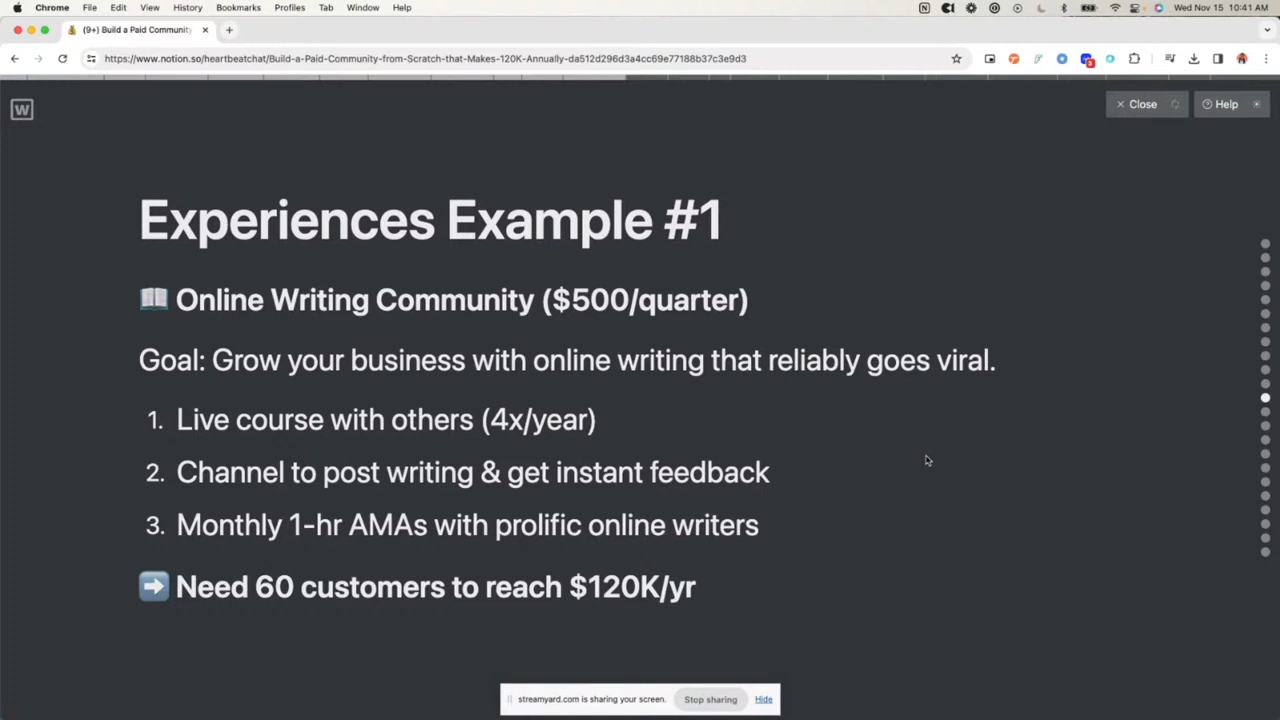 Chrome File Edit View History Bookmarks Profiles Tab Window Help Wed Nov 15 10:41 AM
(9+) Build a Paid Community
https://www.notion.so/heartbeatchat/Build-a-Paid-Community-from-Scratch-that-Makes-120K-Annually-da512d296d3a4cc69e77188b37c3e9d3
W
Close Help
Experiences Example #1
📖 Online Writing Community ($500/quarter)
Goal: Grow your business with online writing that reliably goes viral.
1. Live course with others (4x/year)
2. Channel to post writing & get instant feedback
3. Monthly 1-hr AMAs with prolific online writers
➡️ Need 60 customers to reach $120K/yr
streamyard.com is sharing your screen. Stop sharing Hide